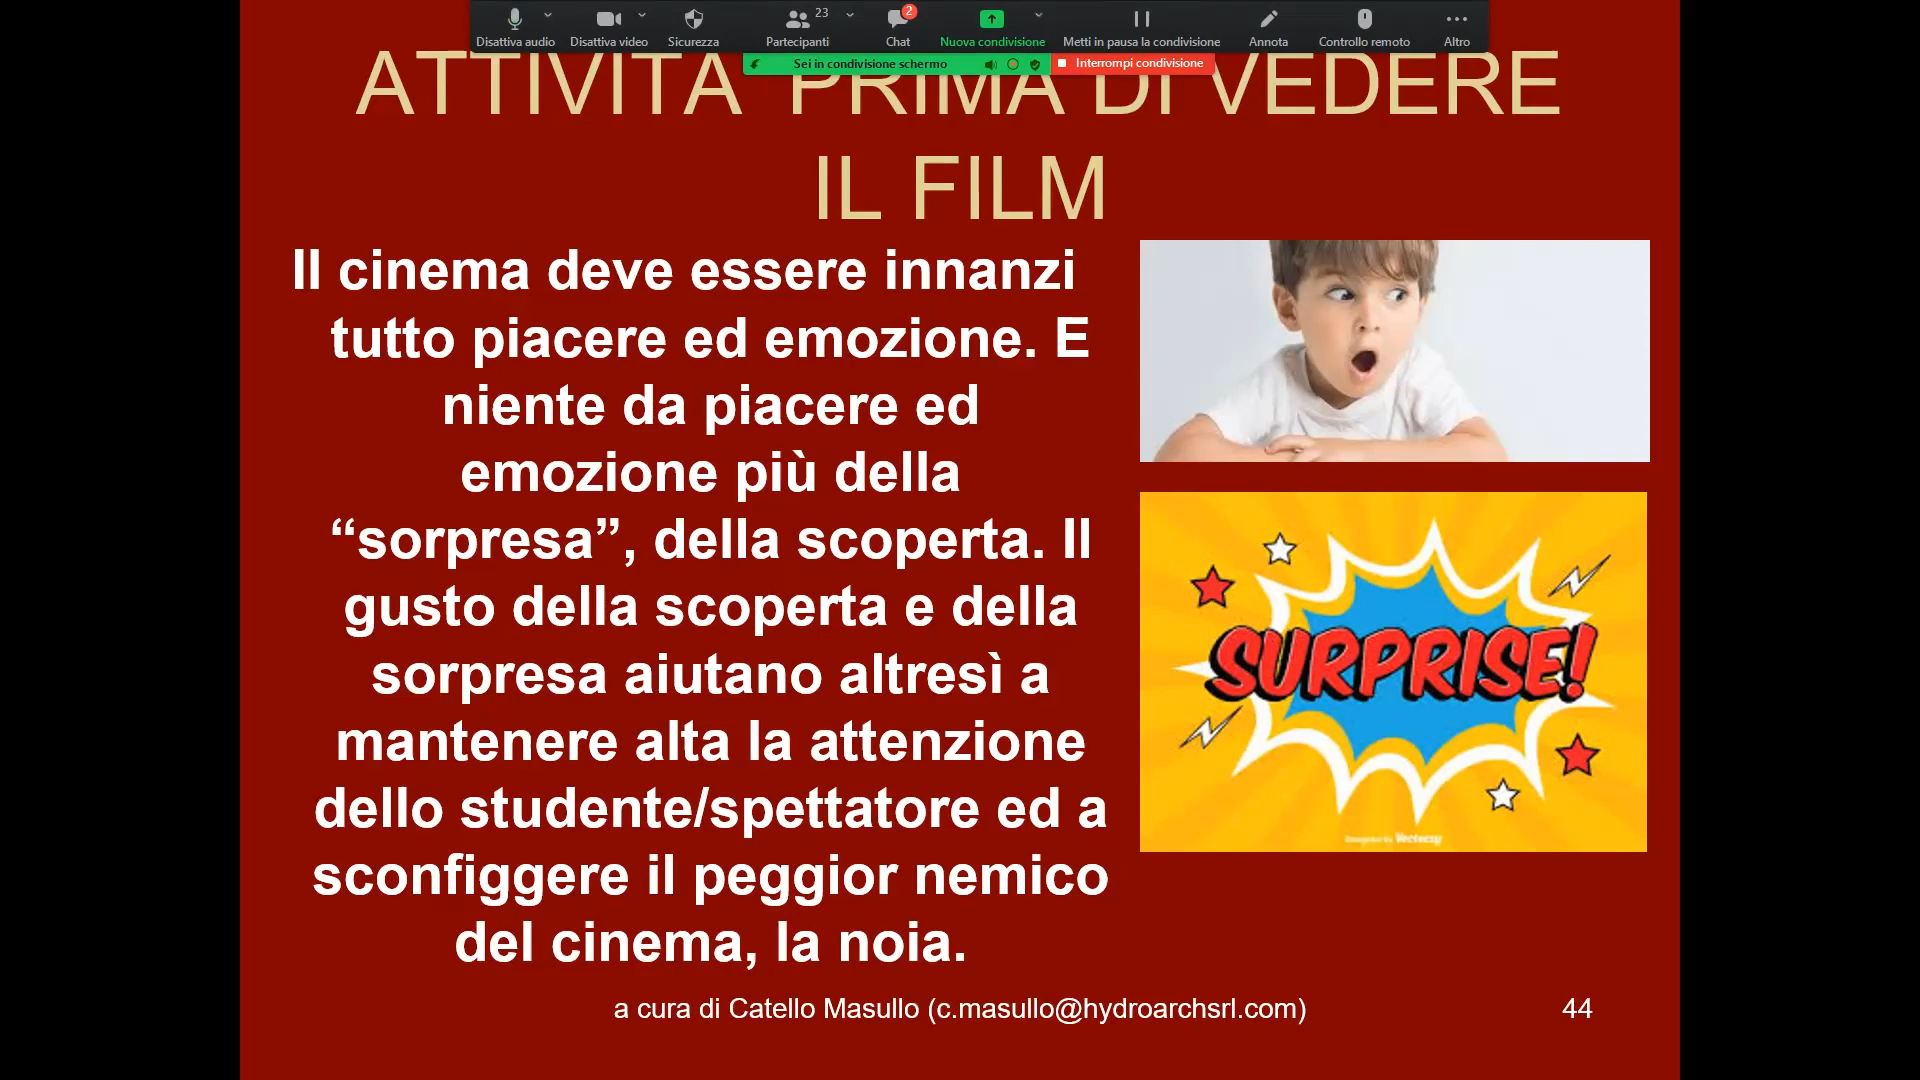 23
2
Disattiva audio
Disattiva video
Sicurezza
Partecipanti
Chat
Nuova condivisione
Metti in pausa la condivisione
Annota
Controllo remoto
Altro
Sei in condivisione schermo
Interrompi condivisione
ATTIVITA' PRIMA DI VEDERE
IL FILM
Il cinema deve essere innanzi
tutto piacere ed emozione. E
niente da piacere ed
emozione più della
“sorpresa”, della scoperta. Il
gusto della scoperta e della
sorpresa aiutano altresì a
mantenere alta la attenzione
dello studente/spettatore ed a
sconfiggere il peggior nemico
del cinema, la noia.
SURPRISE!
Designed by Vecteezy
a cura di Catello Masullo (c.masullo@hydroarchsrl.com)
44